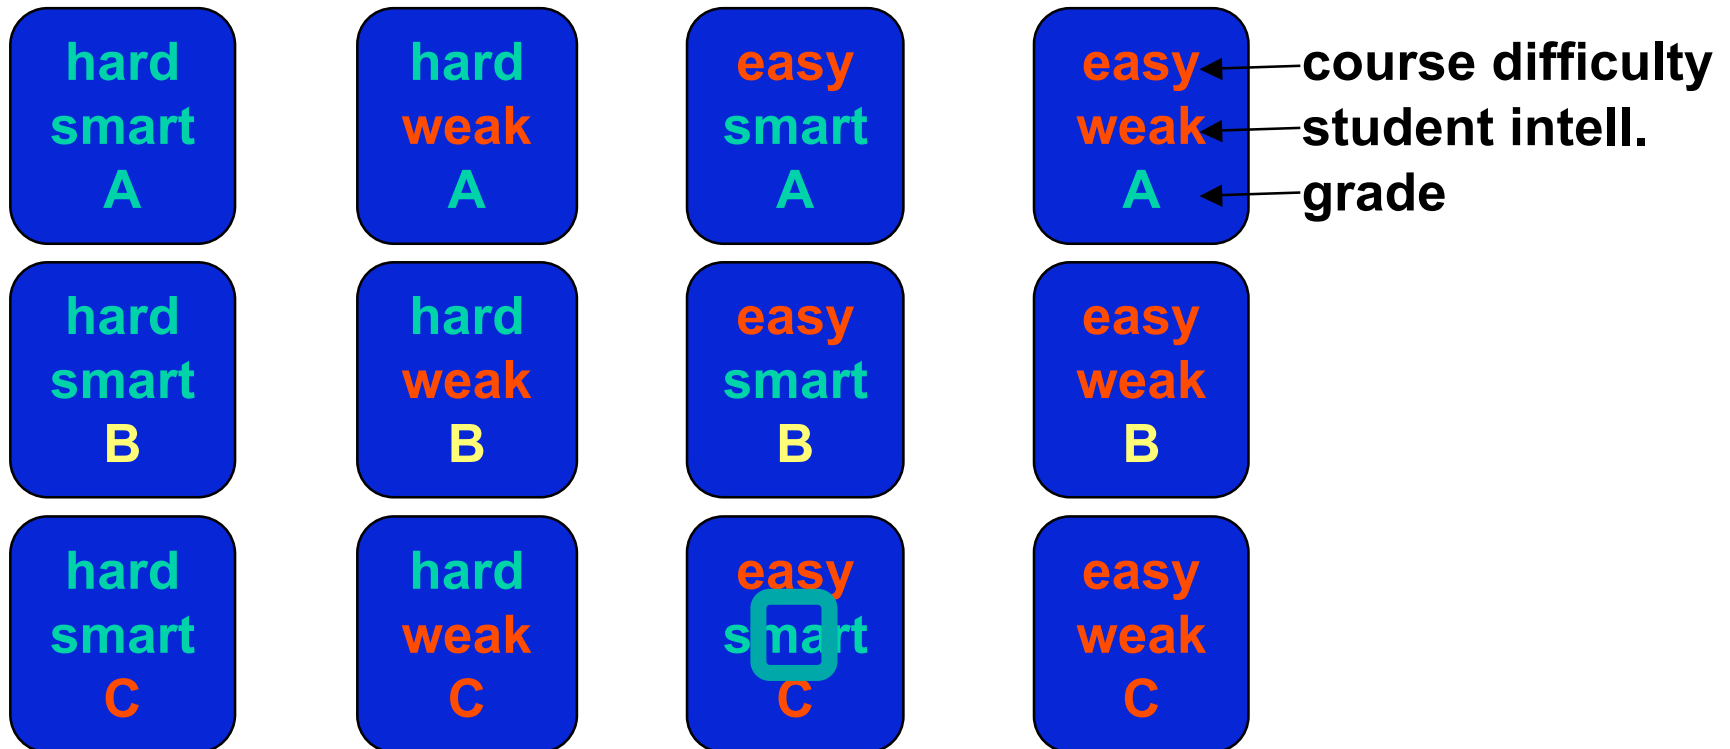 hard hard easy easy course difficulty
smart weak smart weak student intell.
A A A A grade
hard hard easy easy
smart weak smart weak
B B B B
hard hard easy easy
smart weak smart weak
C C C C